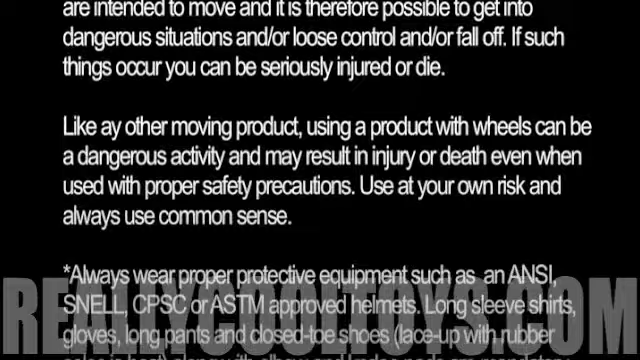 are intended to move and it is therefore possible to get into
dangerous situations and/or loose control and/or fall off. If such
things occur you can be seriously injured or die.
Like ay other moving product, using a product with wheels can be
a dangerous activity and may result in injury or death even when
used with proper safety precautions. Use at your own risk and
always use common sense.
*Always wear proper protective equipment such as an ANSI,
SNELL, CPSC or ASTM approved helmets. Long sleeve shirts,
gloves, long pants and closed-toe shoes (lace-up with rubber
REALLYCOOLTOYS.COM